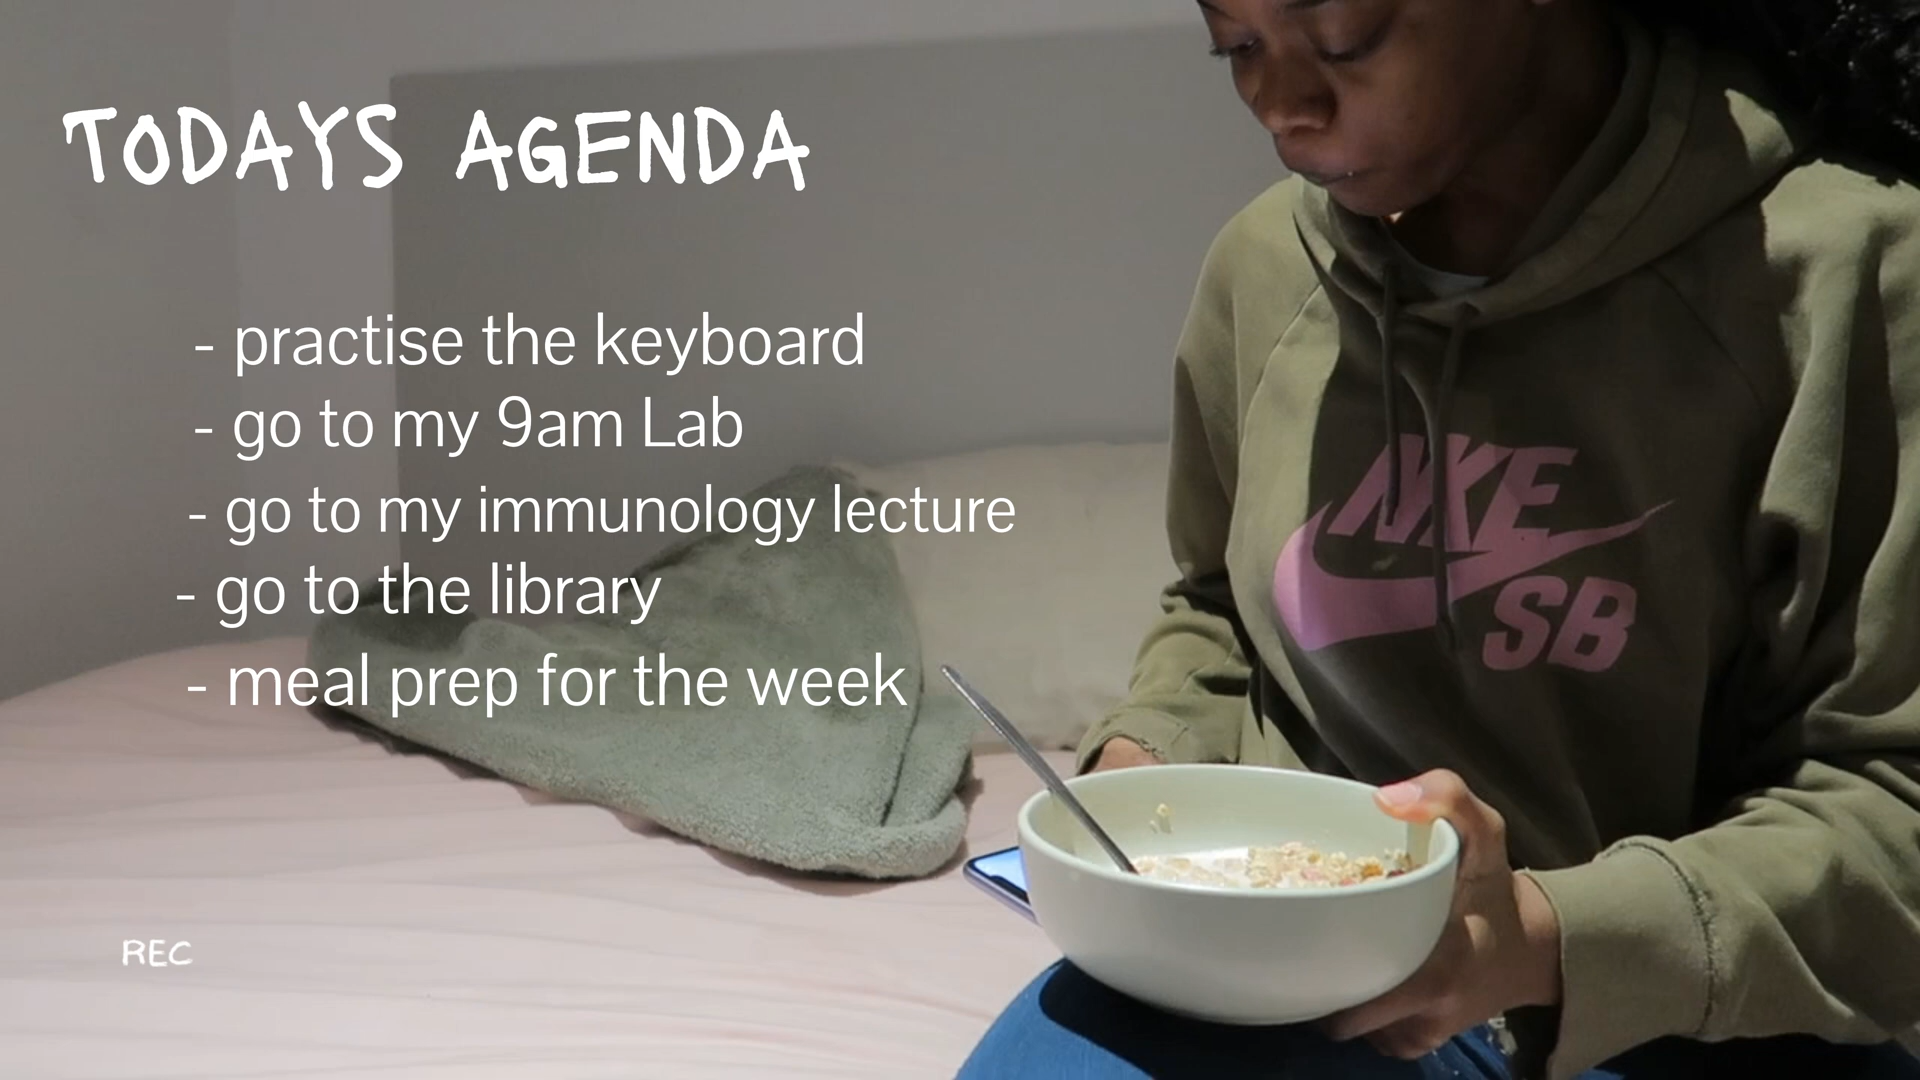 TODAYS AGENDA
- practise the keyboard
- go to my 9am Lab
- go to my immunology lecture
- go to the library
- meal prep for the week
NIKE
SB
REC